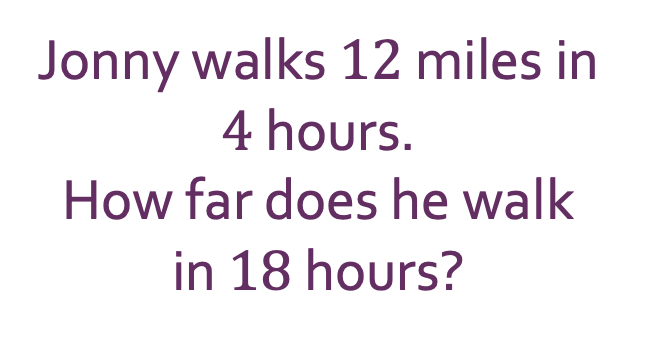 Jonny walks 12 miles in
4 hours.
How far does he walk
in 18 hours?